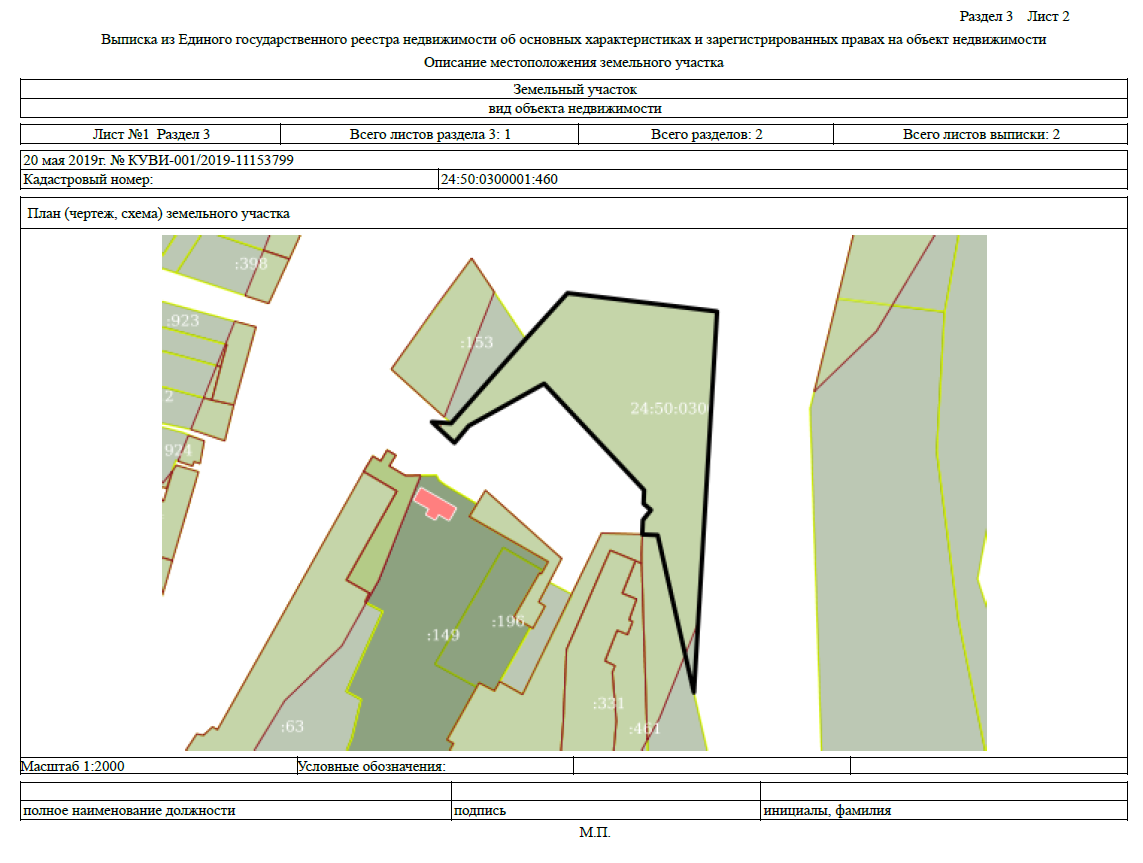 Раздел 3 Лист 2
Выписка из Единого государственного реестра недвижимости об основных характеристиках и зарегистрированных правах на объект недвижимости
Описание местоположения земельного участка
Земельный участок
вид объекта недвижимости
Лист №1 Раздел 3 Всего листов раздела 3: 1 Всего разделов: 2 Всего листов выписки: 2
20 мая 2019г. № КУВИ-001/2019-11153799
Кадастровый номер: 24:50:0300001:460
План (чертеж, схема) земельного участка
:398
:923
:153
2
24:50:030
924
:196
:149
:331
:63
:461
Масштаб 1:2000 Условные обозначения:
полное наименование должности подпись инициалы, фамилия
М.П.